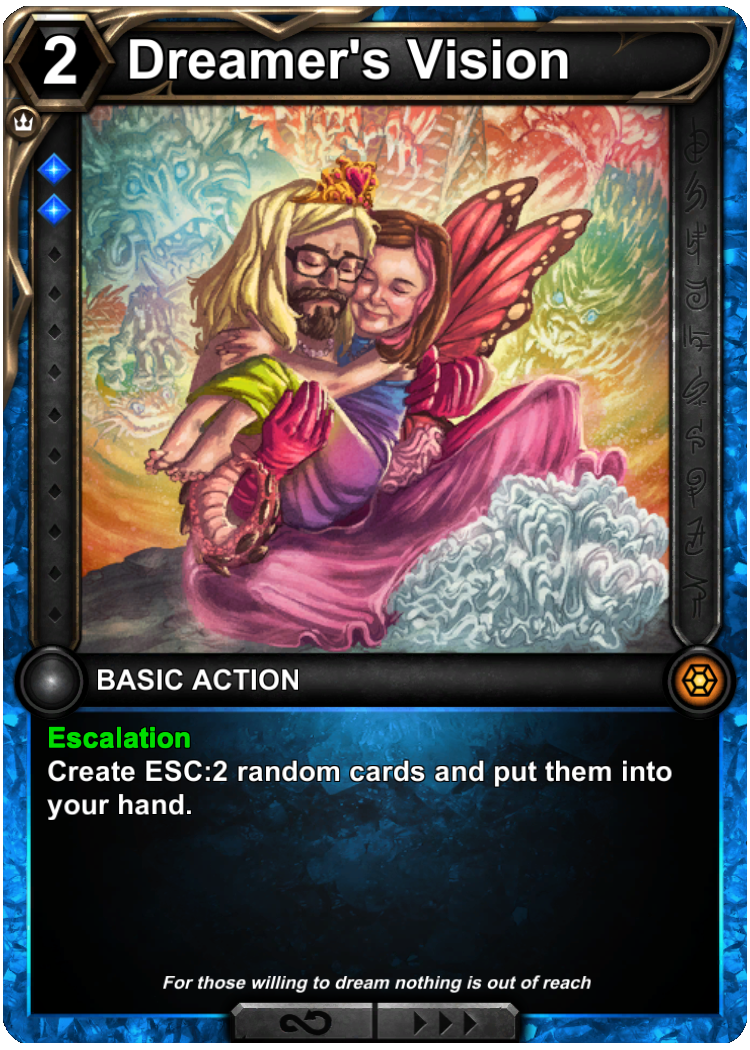 2 Dreamer's Vision
BASIC ACTION
Escalation
Create ESC:2 random cards and put them into
your hand.
For those willing to dream nothing is out of reach